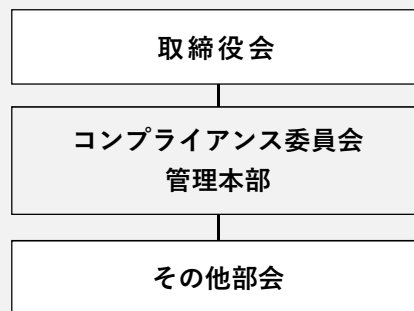 取締役会
コンプライアンス委員会
管理本部
その他部会